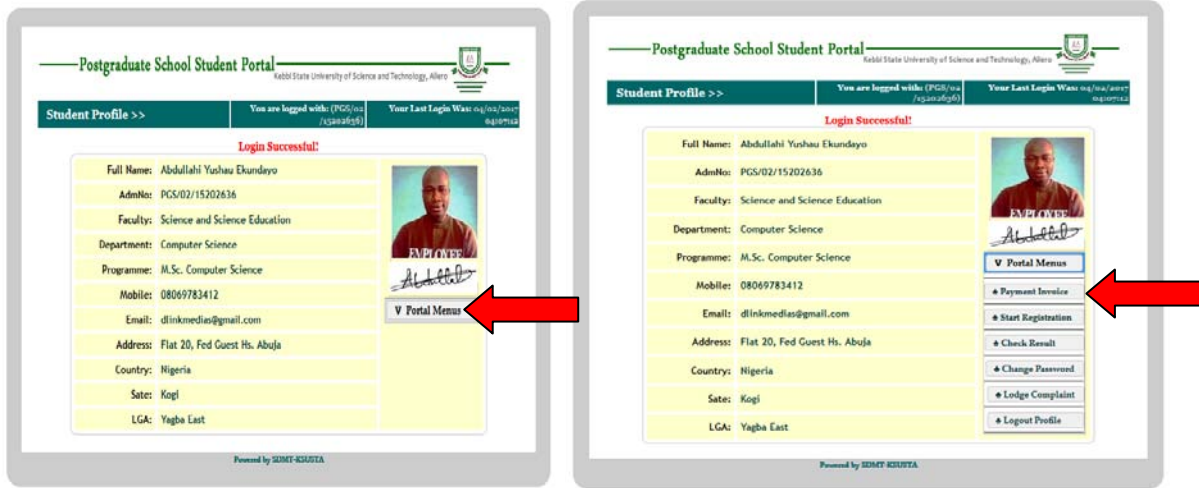 Postgraduate School Student Portal
Kebbi State University of Science and Technology, Aliero
Student Profile >>
You are logged with: (PGS/02
/15202636)
Your Last Login Was: 04/02/2017
04:07:12
Login Successful!
Full Name: Abdullahi Yushau Ekundayo
AdmNo: PGS/02/15202636
Faculty: Science and Science Education
Department: Computer Science
Programme: M.Sc. Computer Science
Mobile: 08069783412
Email: dlinkmedias@gmail.com
Address: Flat 20, Fed Guest Hs. Abuja
Country: Nigeria
Sate: Kogi
LGA: Yagba East
EMPLOYEE
Abdullah
V Portal Menus
Powered by SDMT-KSUSTA
Postgraduate School Student Portal
Kebbi State University of Science and Technology, Aliero
Student Profile >>
You are logged with: (PGS/02
/15202636)
Your Last Login Was: 04/02/2017
04:07:12
Login Successful!
Full Name: Abdullahi Yushau Ekundayo
AdmNo: PGS/02/15202636
Faculty: Science and Science Education
Department: Computer Science
Programme: M.Sc. Computer Science
Mobille: 08069783412
Email: dlinkmedias@gmail.com
Address: Flat 20, Fed Guest Hs. Abuja
Country: Nigeria
Sate: Kogi
LGA: Yagba East
EMPLOYEE
Abdullah
V Portal Menus
♠ Payment Invoice
♠ Start Registration
♠ Check Result
♠ Change Password
♠ Lodge Complaint
♠ Logout Profile
Powered by SDMT-KSUSTA